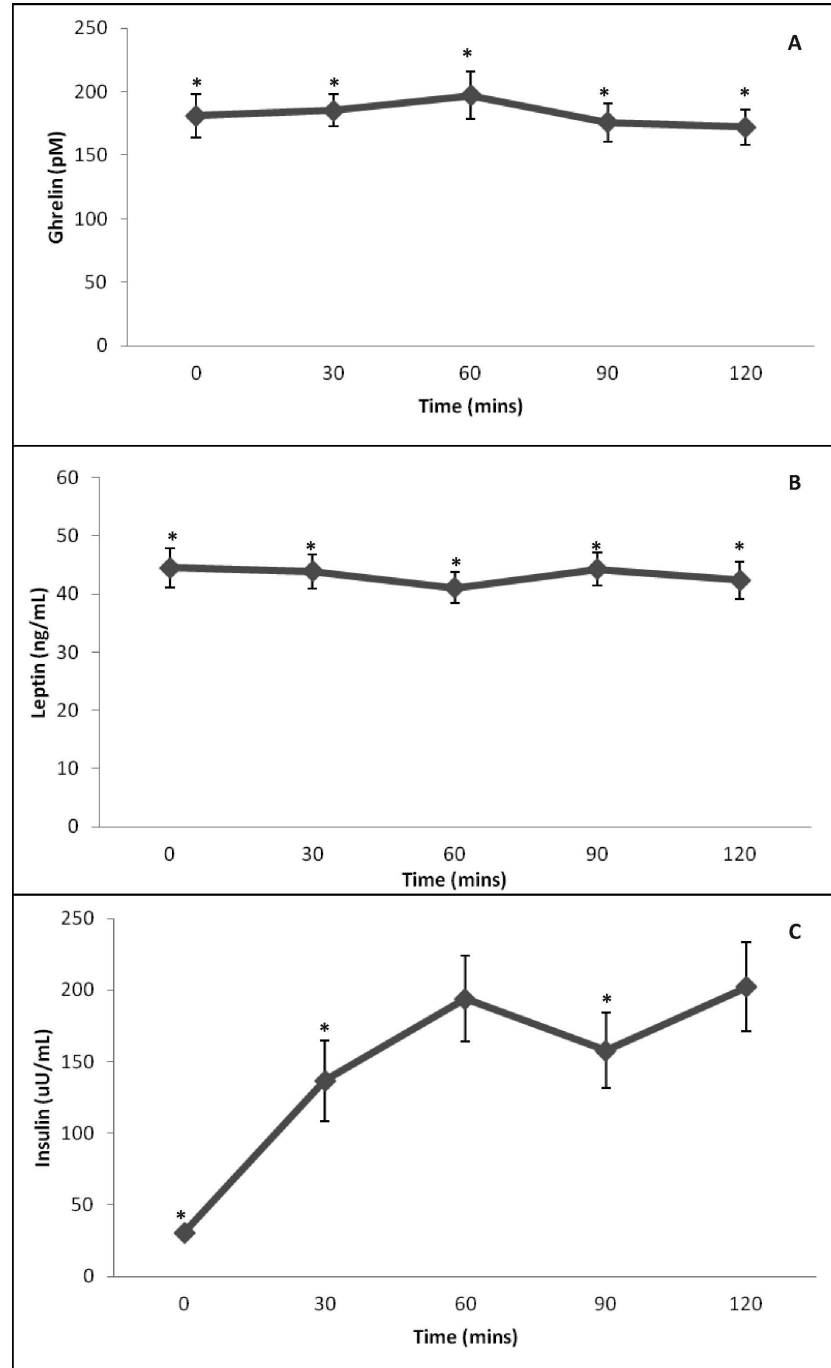 A
250
200
150
100
50
0
Ghrelin (pM)
* * * * *
0 30 60 90 120
Time (mins)
B
60
50
40
30
20
10
0
Leptin (ng/mL)
* * * * *
0 30 60 90 120
Time (mins)
C
250
200
150
100
50
0
Insulin (uU/mL)
* * *
0 30 60 90 120
Time (mins)